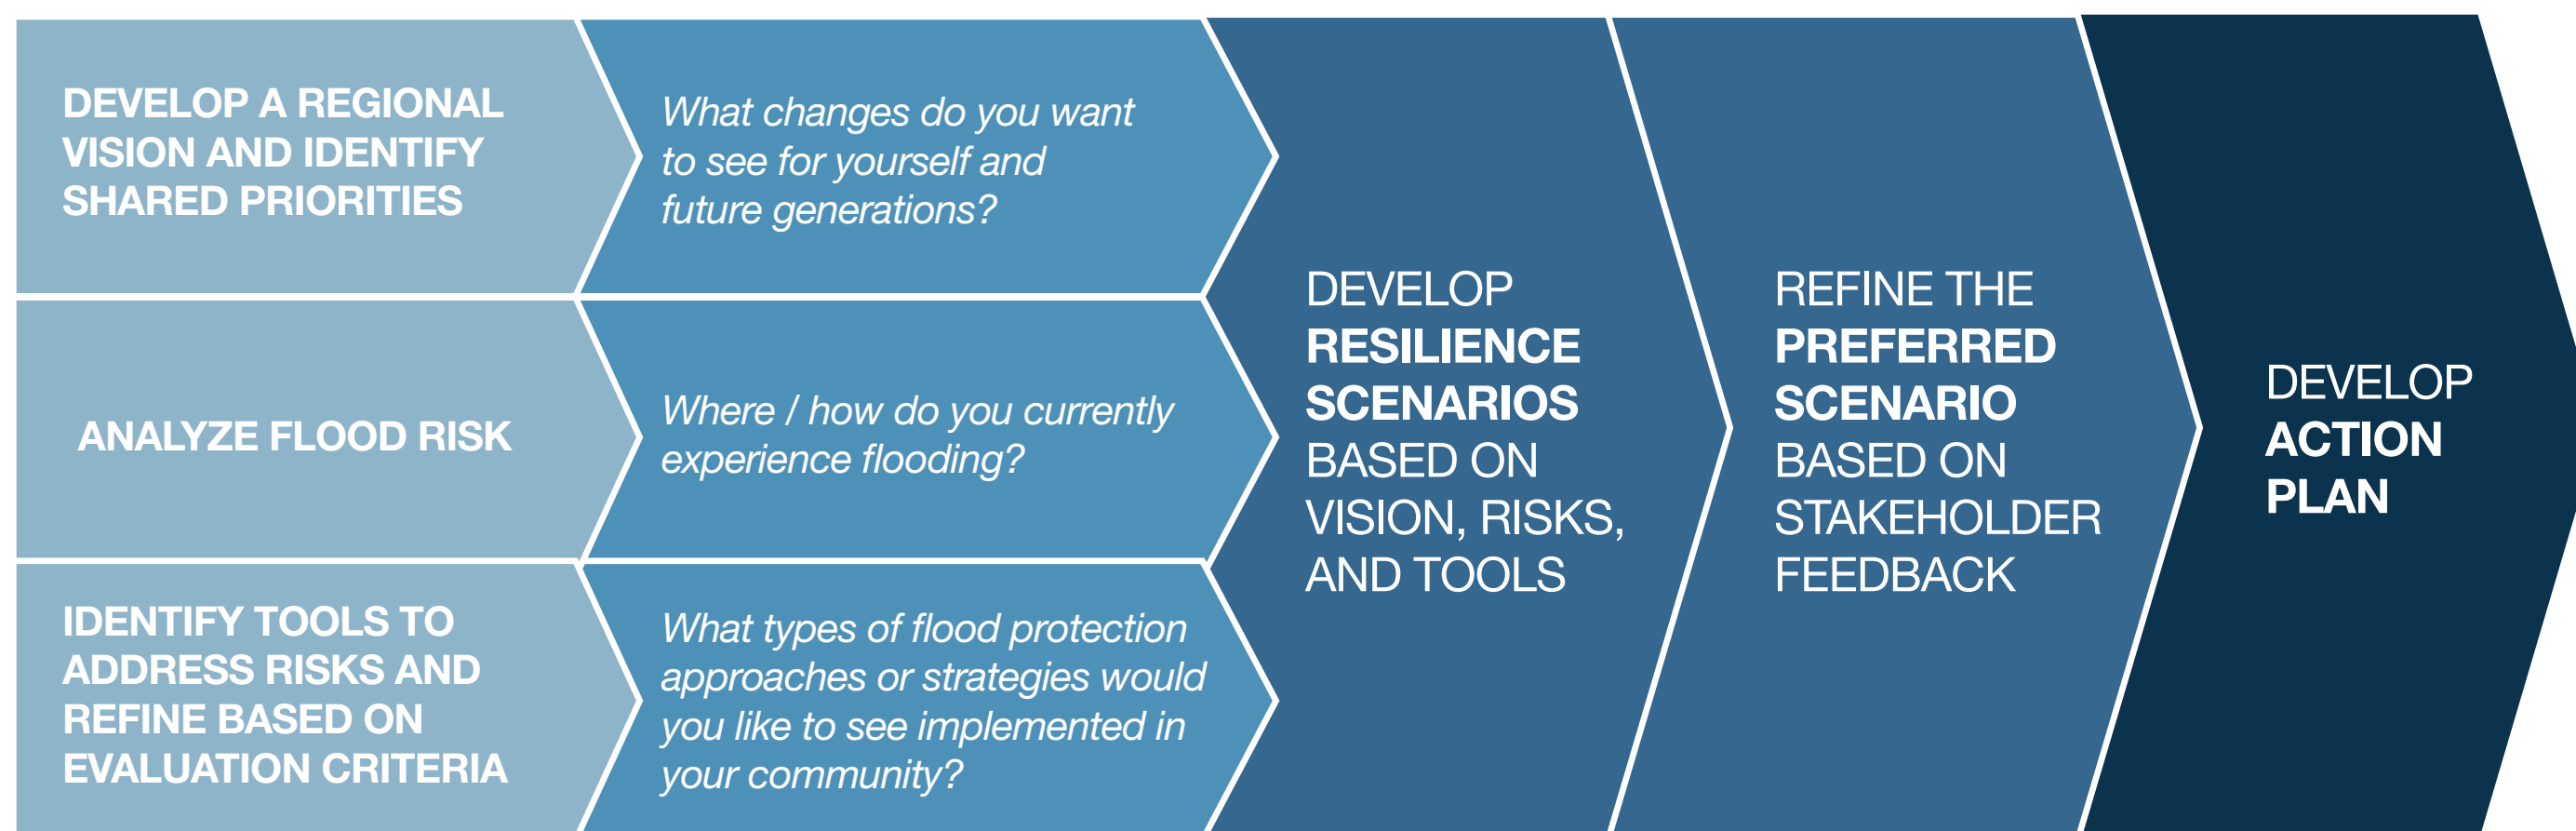 DEVELOP A REGIONAL
VISION AND IDENTIFY
SHARED PRIORITIES
What changes do you want
to see for yourself and
future generations?
ANALYZE FLOOD RISK
Where / how do you currently
experience flooding?
IDENTIFY TOOLS TO
ADDRESS RISKS AND
REFINE BASED ON
EVALUATION CRITERIA
What types of flood protection
approaches or strategies would
you like to see implemented in
your community?
DEVELOP
RESILIENCE
SCENARIOS
BASED ON
VISION, RISKS,
AND TOOLS
REFINE THE
PREFERRED
SCENARIO
BASED ON
STAKEHOLDER
FEEDBACK
DEVELOP
ACTION
PLAN